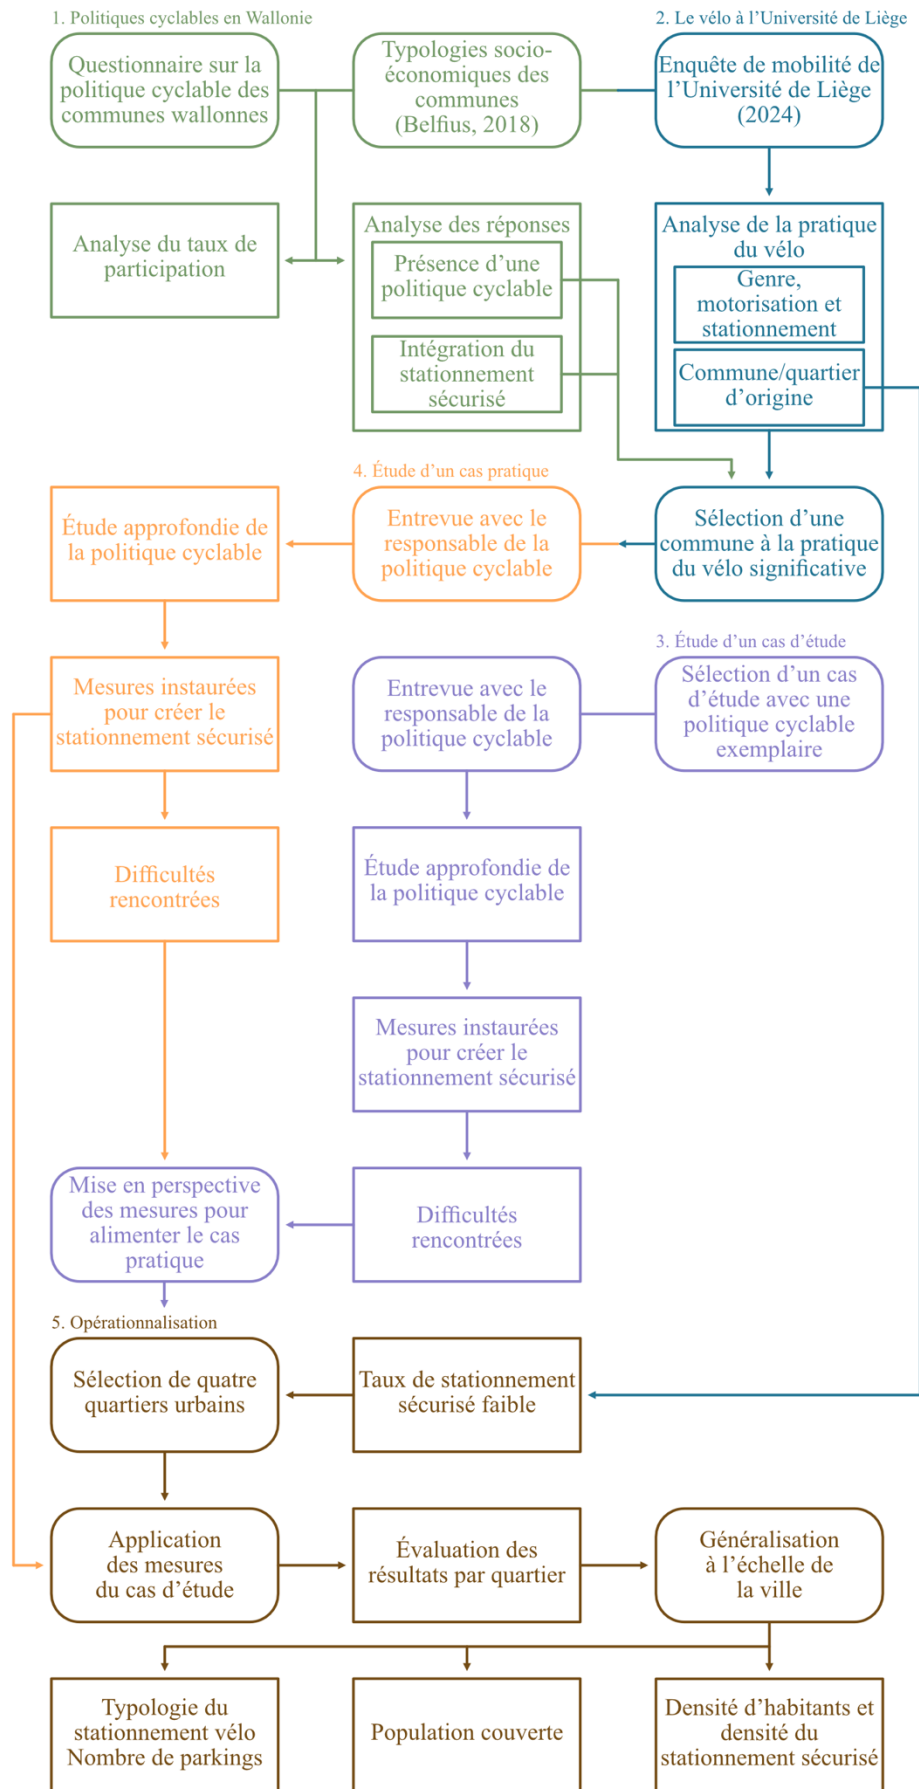 1. Politiques cyclables en Wallonie
2. Le vélo à l’Université de Liège
Questionnaire sur la
politique cyclable des
communes wallonnes
Typologies socio-
économiques des
communes
(Belfius, 2018)
Enquête de mobilité de
l’Université de Liège
(2024)
Analyse du taux de
participation
Analyse des réponses
Présence d’une
politique cyclable
Intégration du
stationnement
sécurisé
Analyse de la pratique
du vélo
Genre,
motorisation et
stationnement
Commune/quartier
d’origine
4. Étude d’un cas pratique
Étude approfondie de
la politique cyclable
Entrevue avec le
responsable de la
politique cyclable
Sélection d’une
commune à la pratique
du vélo significative
3. Étude d’un cas d’étude
Mesures instaurées
pour créer le
stationnement sécurisé
Entrevue avec le
responsable de la
politique cyclable
Sélection d’un cas
d’étude avec une
politique cyclable
exemplaire
Difficultés
rencontrées
Étude approfondie de
la politique cyclable
Mesures instaurées
pour créer le
stationnement sécurisé
Mise en perspective
des mesures pour
alimenter le cas
pratique
Difficultés
rencontrées
5. Opérationnalisation
Sélection de quatre
quartiers urbains
Taux de stationnement
sécurisé faible
Application
des mesures
du cas d’étude
Évaluation des
résultats par quartier
Généralisation
à l’échelle de
la ville
Typologie du
stationnement vélo
Nombre de parkings
Population couverte
Densité d’habitants et
densité du
stationnement sécurisé